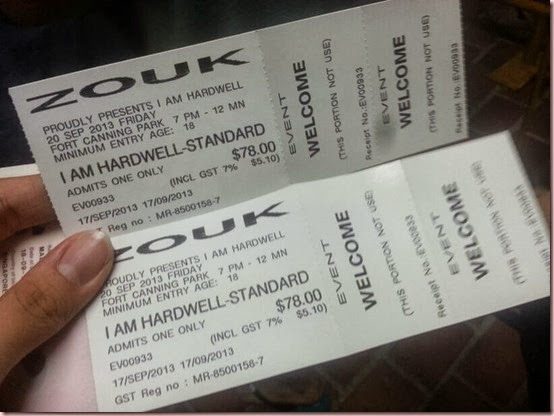 ZOUK
PROUDLY PRESENTS I AM HARDWELL
20 SEP 2013 FRIDAY
FORT CANNING PARK 7 PM - 12 MN
MINIMUM ENTRY AGE: 18
I AM HARDWELL-STANDARD
$78.00
ADMITS ONE ONLY (INCL GST 7% $5.10)
EV00933
17/SEP/2013 17/09/2013
Reg no : MR-8500156-7
EVENT
WELCOME
(THIS PORTION NOT USE)
Receipt No.:EV00933
EVENT
WELCOME
(THIS PORTION NOT USE)
Receipt No.:EV00933
ZOUK
PROUDLY PRESENTS I AM HARDWELL
20 SEP 2013 FRIDAY
FORT CANNING PARK 7 PM - 12 MN
MINIMUM ENTRY AGE: 18
I AM HARDWELL-STANDARD
$78.00
ADMITS ONE ONLY (INCL GST 7% $5.10)
EV00933
17/SEP/2013 17/09/2013
GST Reg no : MR-8500156-7
EVENT
WELCOME
(THIS PORTION NOT USE)
Receipt No.:EV00933
EVENT
WELCOME
(THIS PORTION NOT USE)